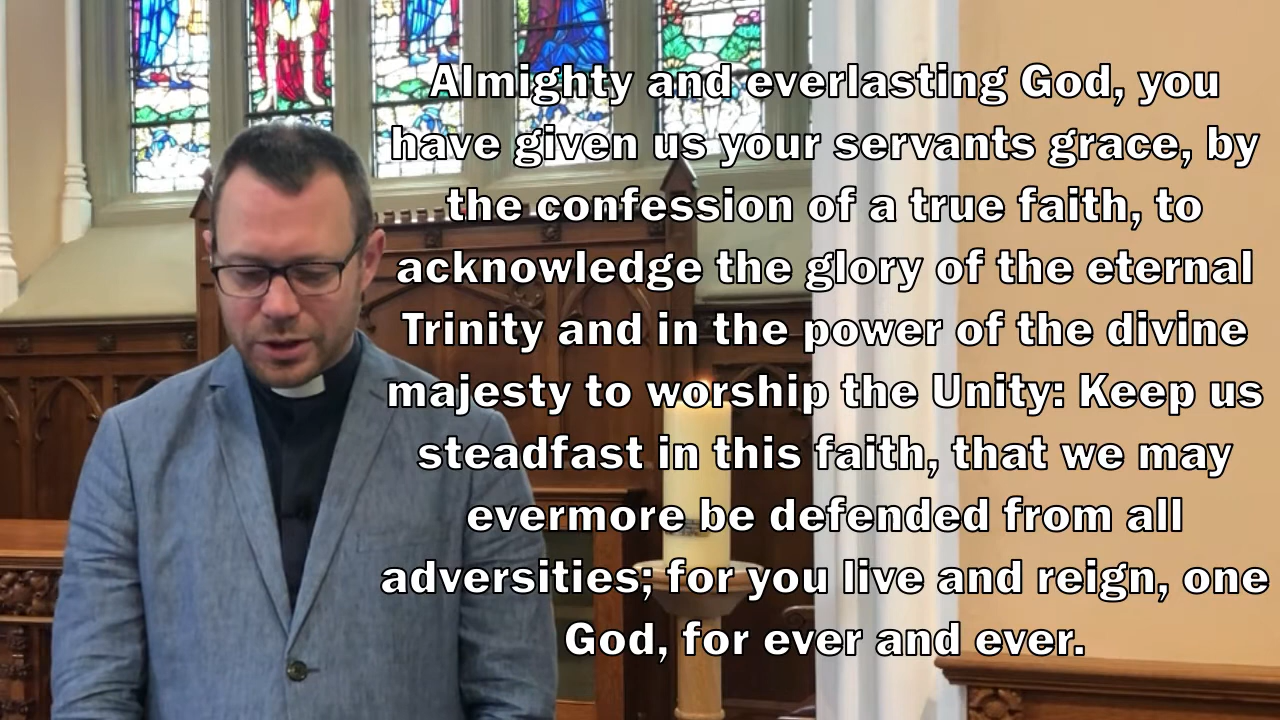 Almighty and everlasting God, you
have given us your servants grace, by
the confession of a true faith, to
acknowledge the glory of the eternal
Trinity and in the power of the divine
majesty to worship the Unity: Keep us
steadfast in this faith, that we may
evermore be defended from all
adversities; for you live and reign, one
God, for ever and ever.